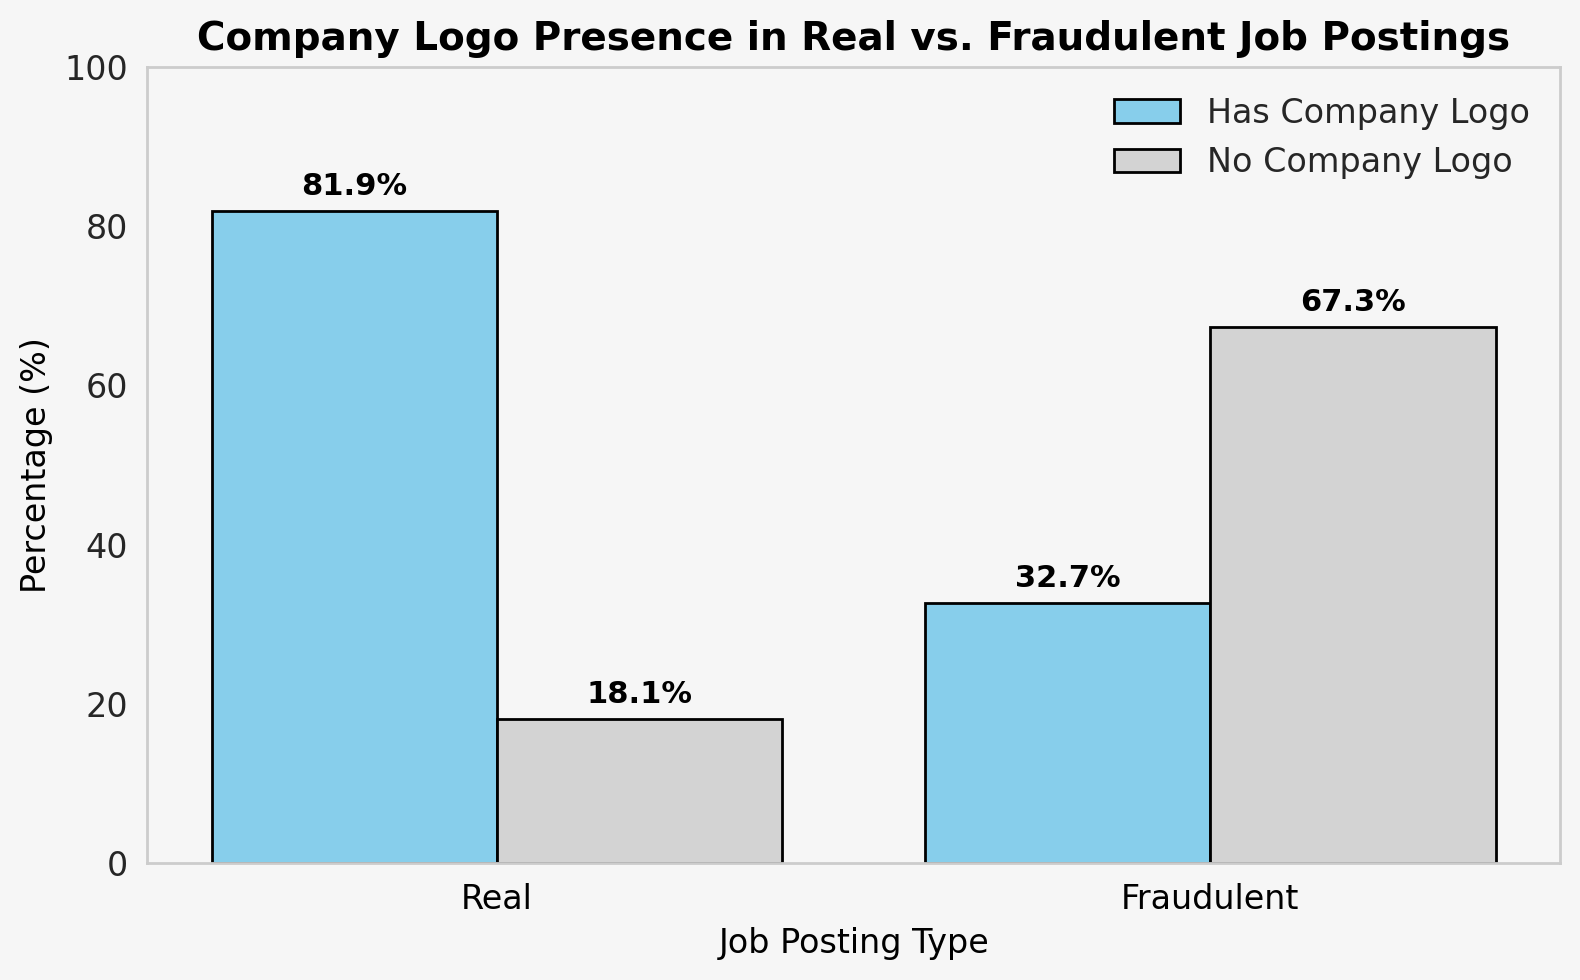 Company Logo Presence in Real vs. Fraudulent Job Postings
100
80
60
40
20
0
Percentage (%)
Has Company Logo
No Company Logo
81.9%
18.1%
32.7%
67.3%
Real
Fraudulent
Job Posting Type